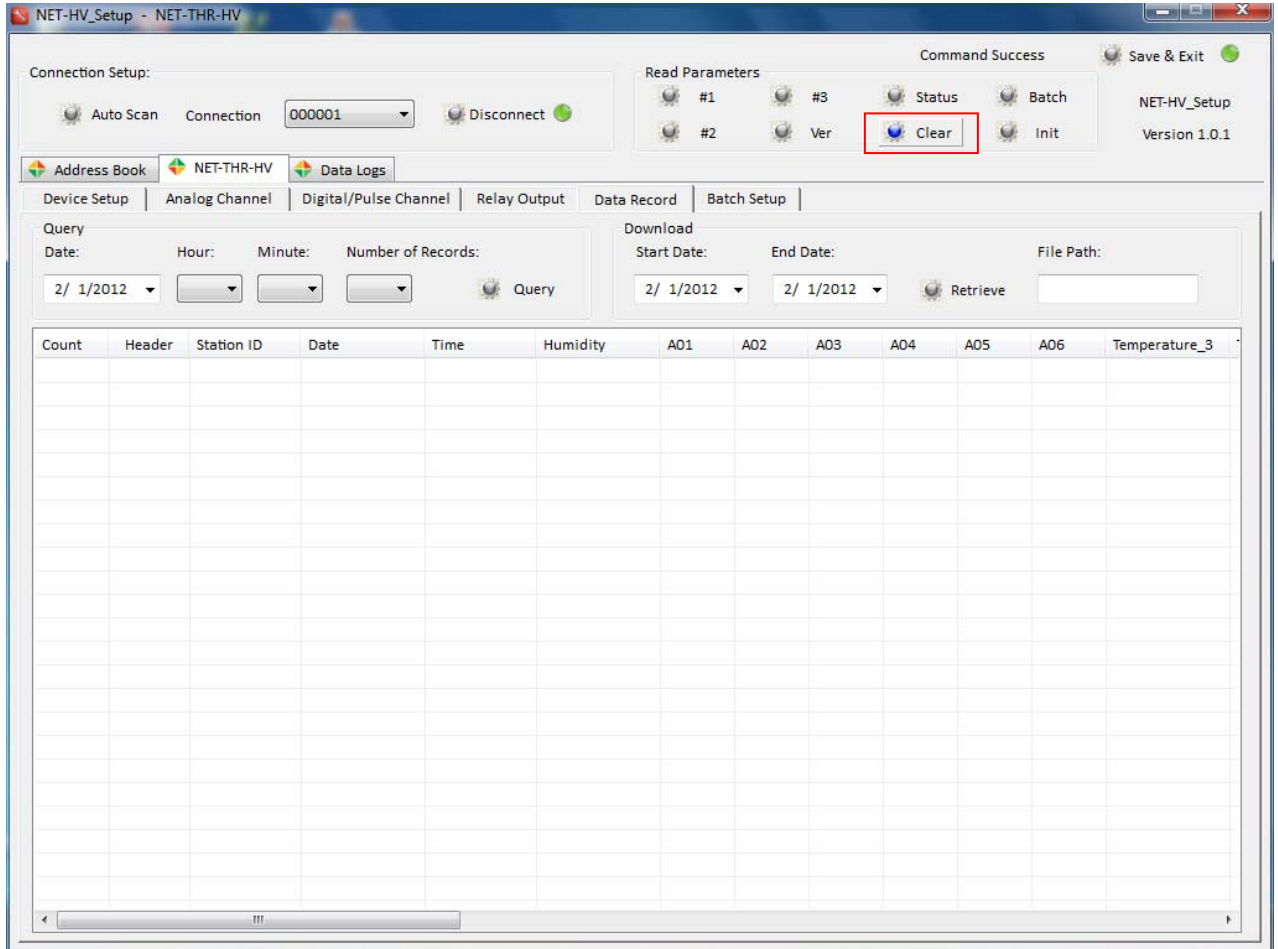 NET-HV_Setup - NET-THR-HV
Command Success Save & Exit
Connection Setup: Read Parameters
#1 #3 Status Batch NET-HV_Setup
Auto Scan Connection 000001 Disconnect
#2 Ver Clear Init Version 1.0.1
Address Book NET-THR-HV Data Logs
Device Setup Analog Channel Digital/Pulse Channel Relay Output Data Record Batch Setup
Query Download
Date: Hour: Minute: Number of Records: Start Date: End Date: File Path:
2/ 1/2012 Query 2/ 1/2012 2/ 1/2012 Retrieve
Count Header Station ID Date Time Humidity A01 A02 A03 A04 A05 A06 Temperature_3